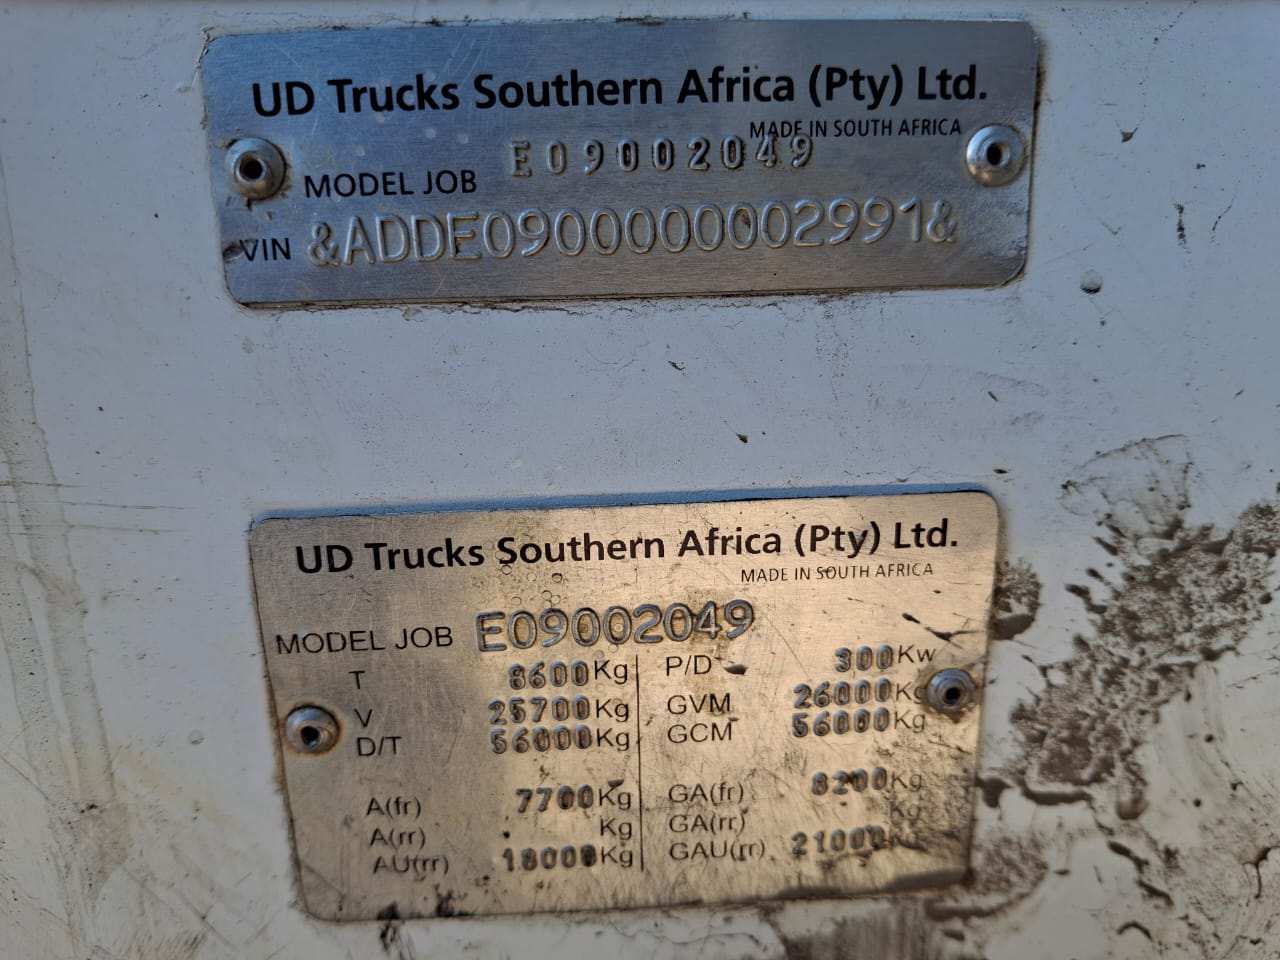 UD Trucks Southern Africa (Pty) Ltd.
MADE IN SOUTH AFRICA
MODEL JOB E09002049
VIN &ADDE0900000002991&
UD Trucks Southern Africa (Pty) Ltd.
MADE IN SOUTH AFRICA
MODEL JOB E09002049
T 8600Kg P/D 300Kw
V 25700Kg GVM 26000Kg
D/T 56000Kg GCM 56000Kg
A(fr) 7700Kg GA(fr) 8200Kg
A(rr) Kg GA(rr) Kg
AU(rr) 18000Kg GAU(rr) 21000Kg